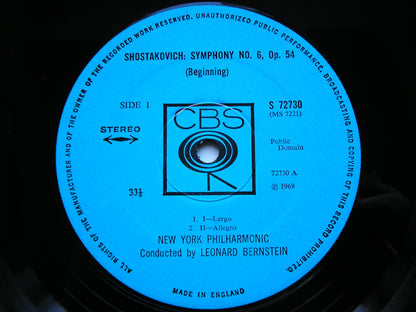 ALL RIGHTS OF THE MANUFACTURER AND OF THE OWNER OF THE RECORDED WORK RESERVED. UNAUTHORIZED PUBLIC PERFORMANCE, BROADCASTING AND COPYING OF THIS RECORD PROHIBITED.
SHOSTAKOVICH: SYMPHONY NO. 6, Op. 54
(Beginning)
SIDE 1
S 72730
(MS 7221)
CBS
STEREO
Public
Domain
33⅓
72730 A
℗ 1969
1. I—Largo
2. II—Allegro
NEW YORK PHILHARMONIC
Conducted by LEONARD BERNSTEIN
MADE IN ENGLAND